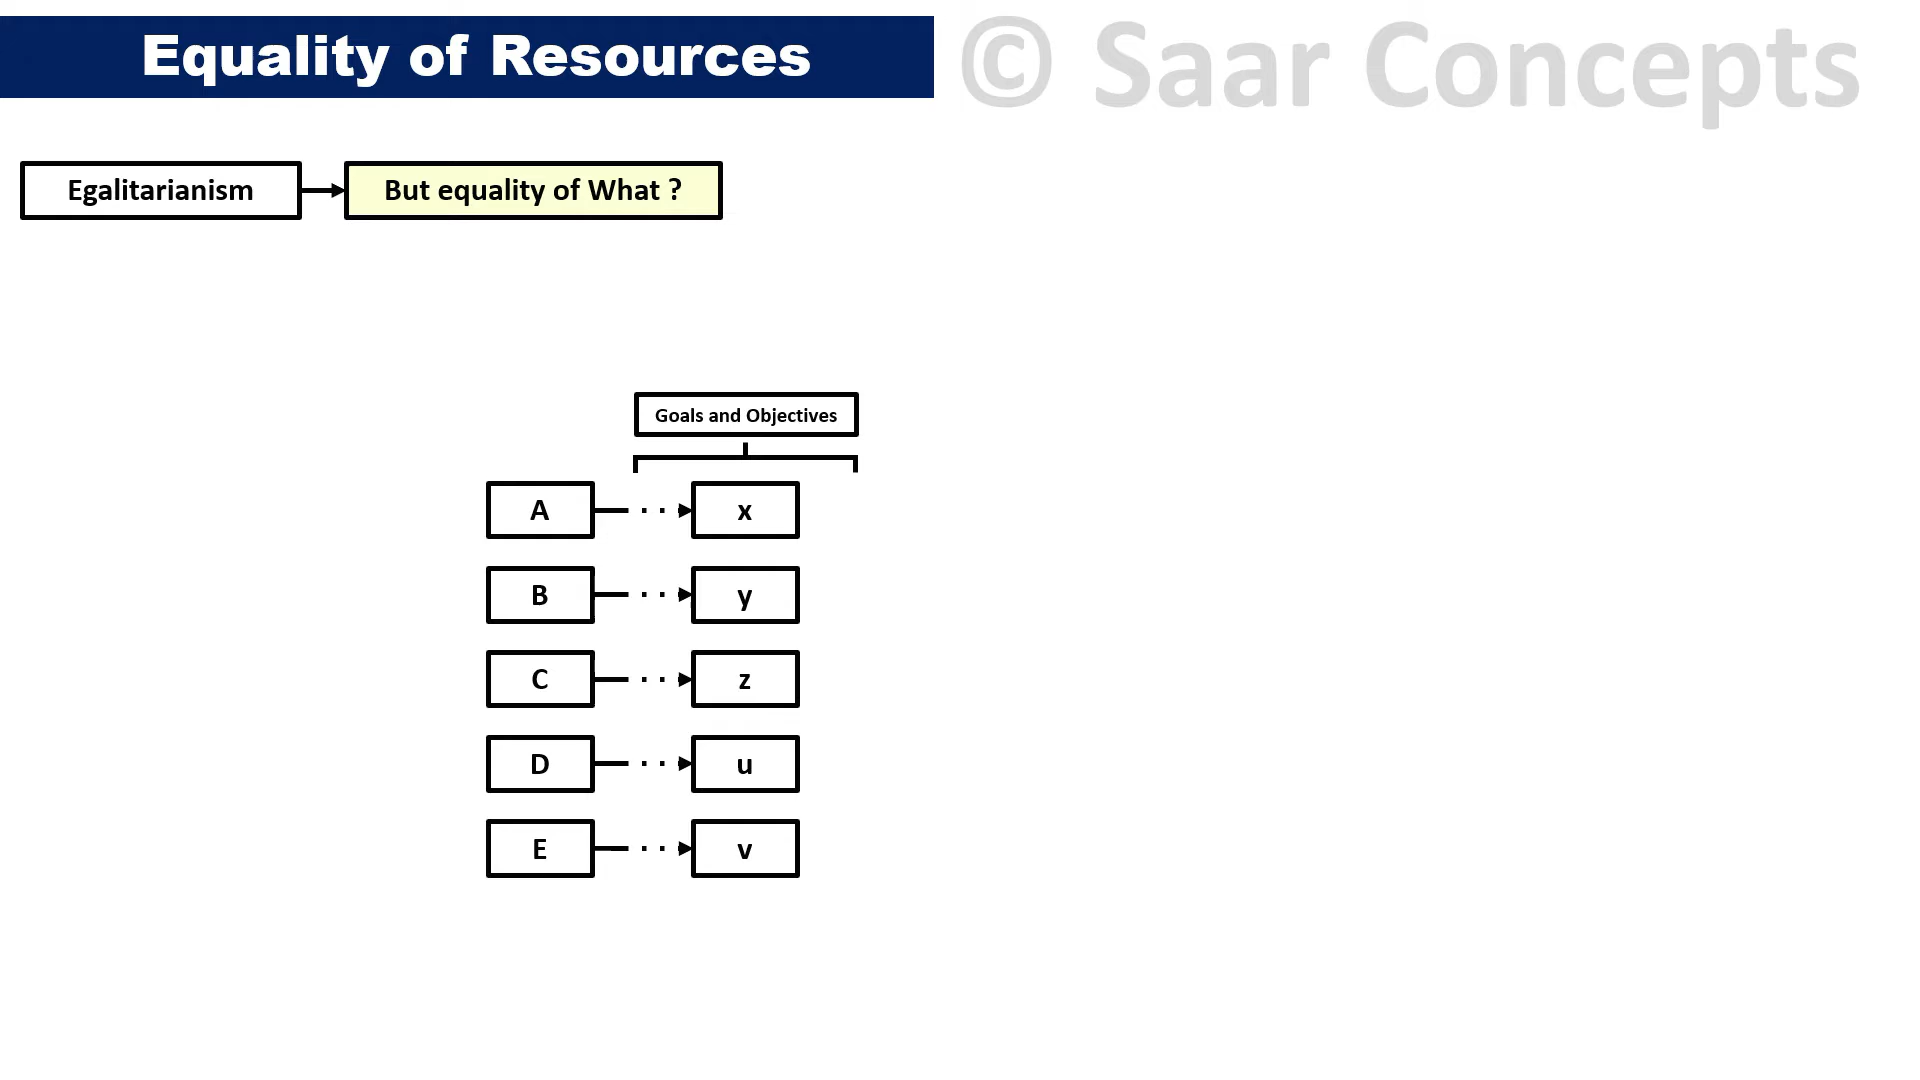 Equality of Resources
© Saar Concepts
Egalitarianism
But equality of What ?
Goals and Objectives
A
x
B
y
C
z
D
u
E
v